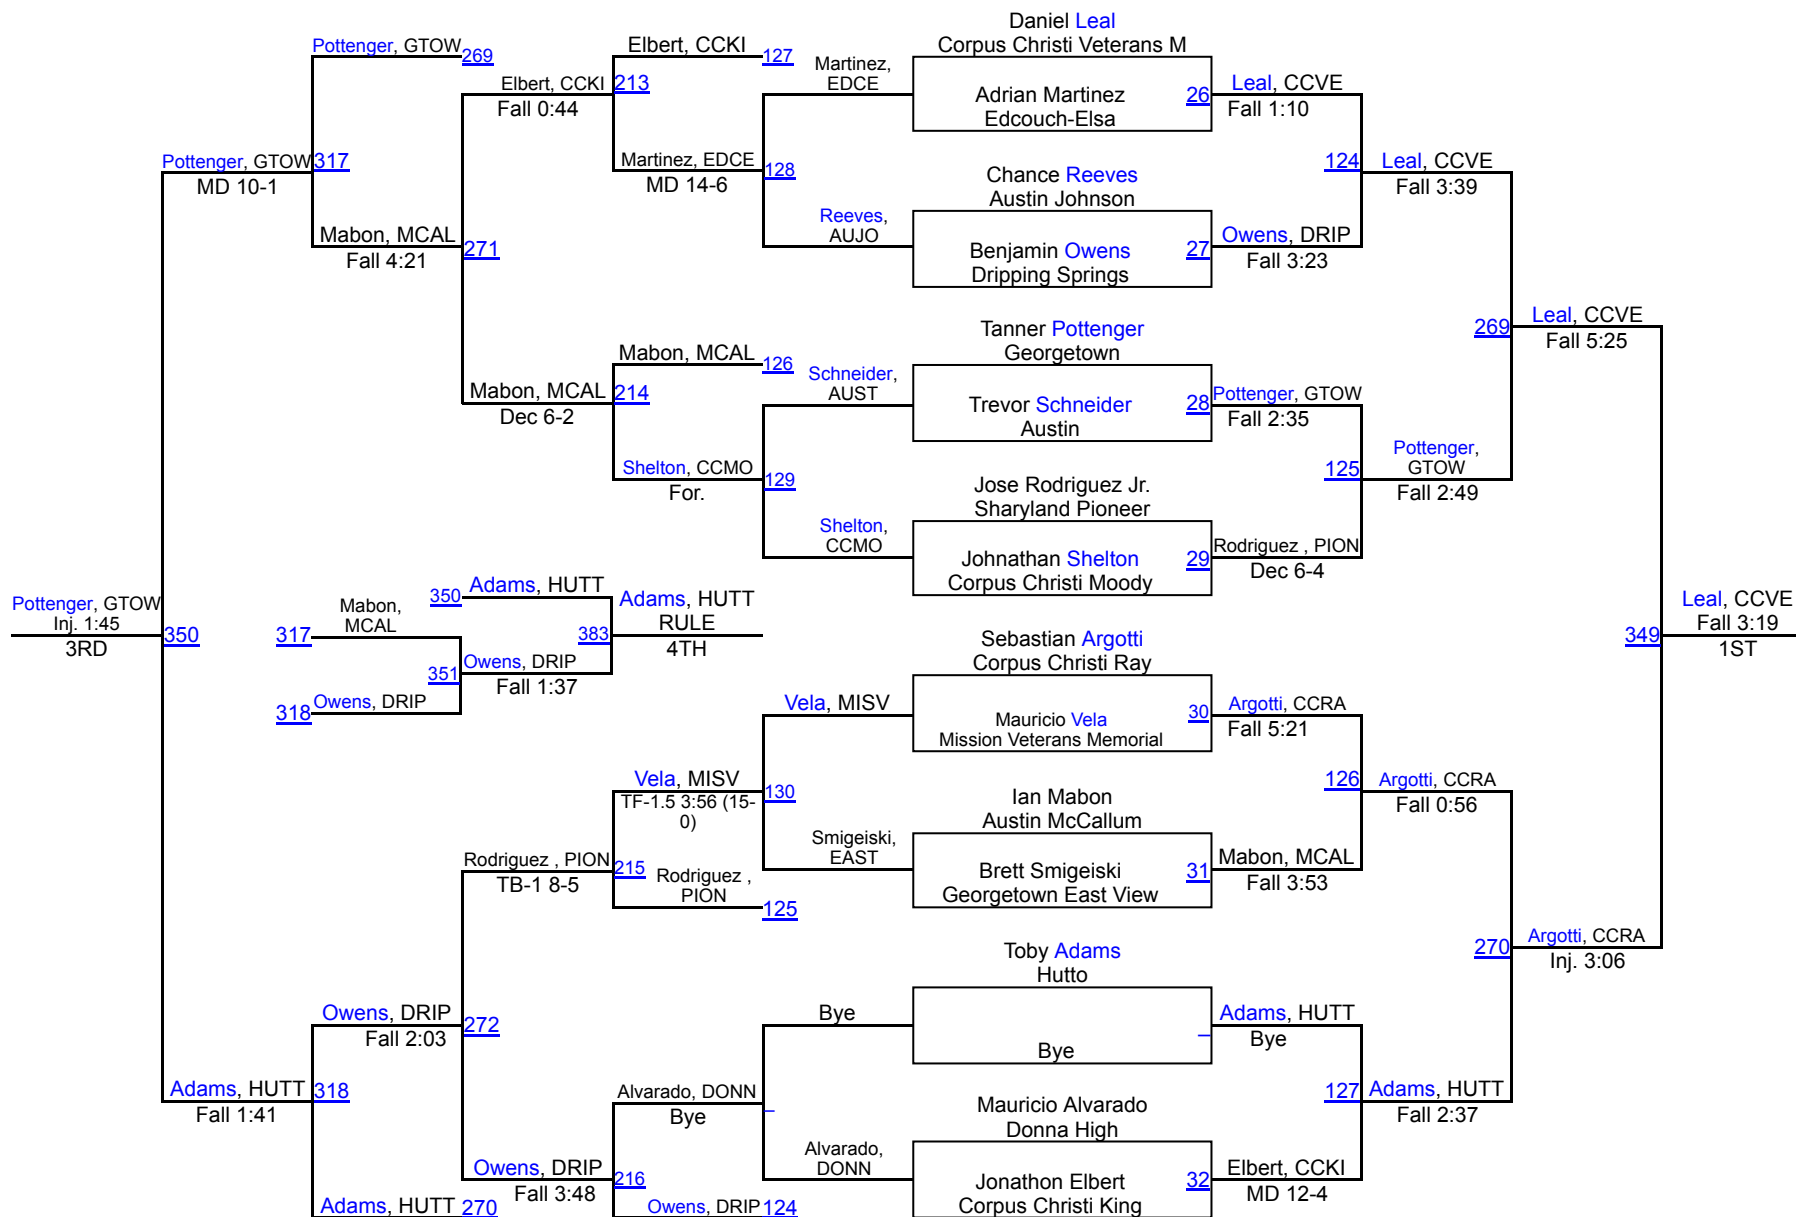 Daniel Leal
Corpus Christi Veterans M
Pottenger, GTOW
269
Elbert, CCKI
127
Martinez,
EDCE
Elbert, CCKI
213
Fall 0:44
Adrian Martinez
Edcouch-Elsa
26
Leal, CCVE
Fall 1:10
Pottenger, GTOW
317
MD 10-1
Martinez, EDCE
128
MD 14-6
Chance Reeves
Austin Johnson
124
Leal, CCVE
Fall 3:39
Mabon, MCAL
271
Fall 4:21
Reeves,
AUJO
Benjamin Owens
Dripping Springs
27
Owens, DRIP
Fall 3:23
Tanner Pottenger
Georgetown
269
Leal, CCVE
Fall 5:25
Mabon, MCAL
126
Mabon, MCAL
214
Dec 6-2
Schneider,
AUST
Trevor Schneider
Austin
28
Pottenger, GTOW
Fall 2:35
Shelton, CCMO
129
For.
Jose Rodriguez Jr.
Sharyland Pioneer
125
Pottenger,
GTOW
Fall 2:49
Shelton,
CCMO
Johnathan Shelton
Corpus Christi Moody
29
Rodriguez , PION
Dec 6-4
Pottenger, GTOW
Inj. 1:45
3RD
350
Mabon,
MCAL
317
350
Adams, HUTT
383
Adams, HUTT
RULE
4TH
351
Owens, DRIP
Fall 1:37
318
Owens, DRIP
Sebastian Argotti
Corpus Christi Ray
349
Leal, CCVE
Fall 3:19
1ST
Vela, MISV
Mauricio Vela
Mission Veterans Memorial
30
Argotti, CCRA
Fall 5:21
Vela, MISV
130
TF-1.5 3:56 (15-
0)
Ian Mabon
Austin McCallum
126
Argotti, CCRA
Fall 0:56
Rodriguez , PION
215
TB-1 8-5
Rodriguez ,
PION
125
Smigeiski,
EAST
Brett Smigeiski
Georgetown East View
31
Mabon, MCAL
Fall 3:53
Toby Adams
Hutto
270
Argotti, CCRA
Inj. 3:06
Owens, DRIP
272
Fall 2:03
Bye
Bye
Adams, HUTT
Bye
Adams, HUTT
318
Fall 1:41
Alvarado, DONN
Bye
Mauricio Alvarado
Donna High
127
Adams, HUTT
Fall 2:37
Owens, DRIP
216
Fall 3:48
Alvarado,
DONN
Jonathon Elbert
Corpus Christi King
32
Elbert, CCKI
MD 12-4
Adams, HUTT
270
Owens, DRIP
124